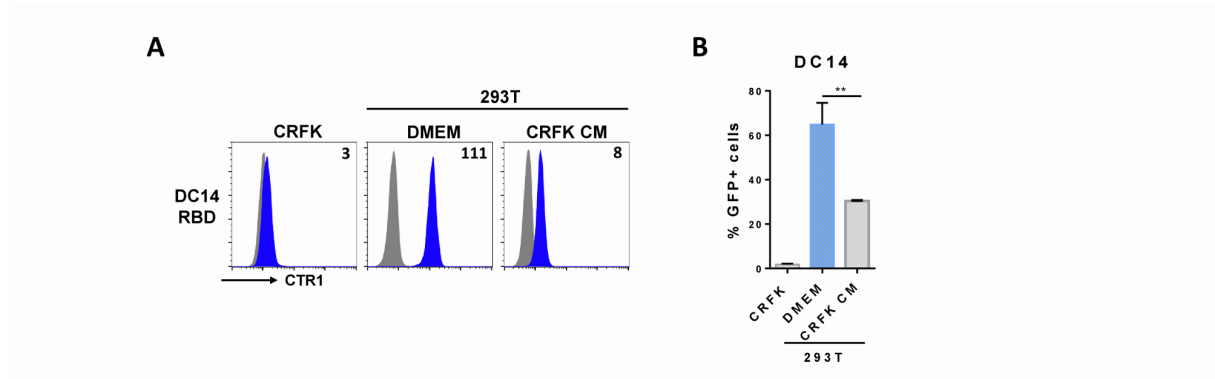 A
293T
CRFK
DMEM
CRFK CM
3
111
8
DC14
RBD
CTR1
B
DC14
**
% GFP+ cells
80
60
40
20
0
CRFK
DMEM
CRFK CM
293T